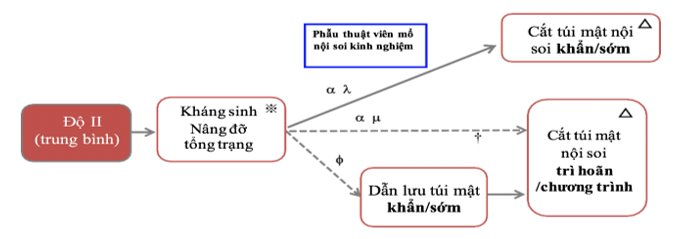 Phẫu thuật viên mổ
nội soi kinh nghiệm
Cắt túi mật nội △
soi khẩn/sớm
α λ
Độ II
(trung bình)
Kháng sinh ※
Nâng đỡ
tổng trạng
α μ
†
△
Cắt túi mật
nội soi
trì hoãn
/chương trình
ϕ
Dẫn lưu túi mật
khẩn/sớm